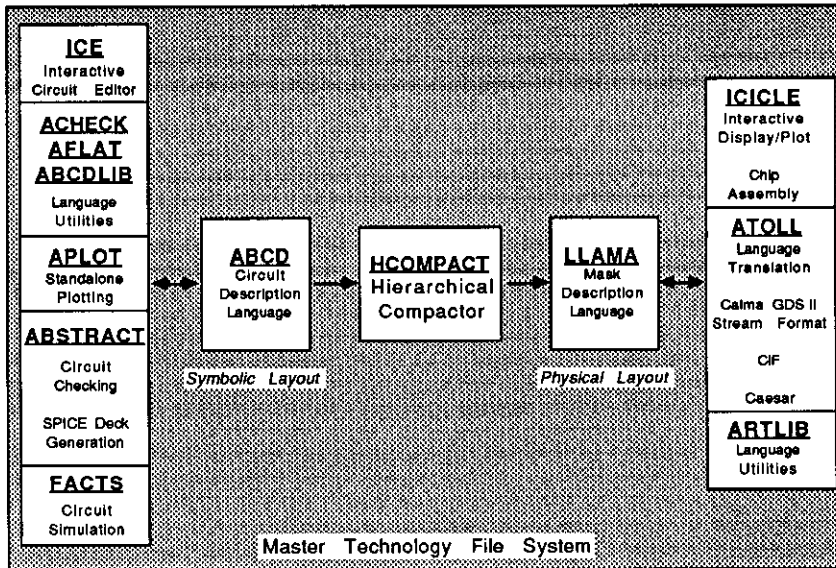 ICE
Interactive
Circuit Editor
ACHECK
AFLAT
ABCDLIB
Language
Utilities
APLOT
Standalone
Plotting
ABSTRACT
Circuit
Checking
SPICE Deck
Generation
FACTS
Circuit
Simulation
ABCD
Circuit
Description
Language
Symbolic Layout
HCOMPACT
Hierarchical
Compactor
LLAMA
Mask
Description
Language
Physical Layout
ICICLE
Interactive
Display/Plot
Chip
Assembly
ATOLL
Language
Translation
Calma GDS II
Stream Format
CIF
Caesar
ARTLIB
Language
Utilities
Master Technology File System